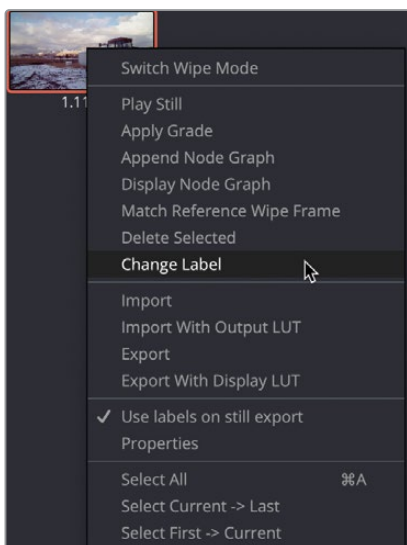 1.11
Switch Wipe Mode
Play Still
Apply Grade
Append Node Graph
Display Node Graph
Match Reference Wipe Frame
Delete Selected
Change Label
Import
Import With Output LUT
Export
Export With Display LUT
✓ Use labels on still export
Properties
Select All ⌘A
Select Current -> Last
Select First -> Current